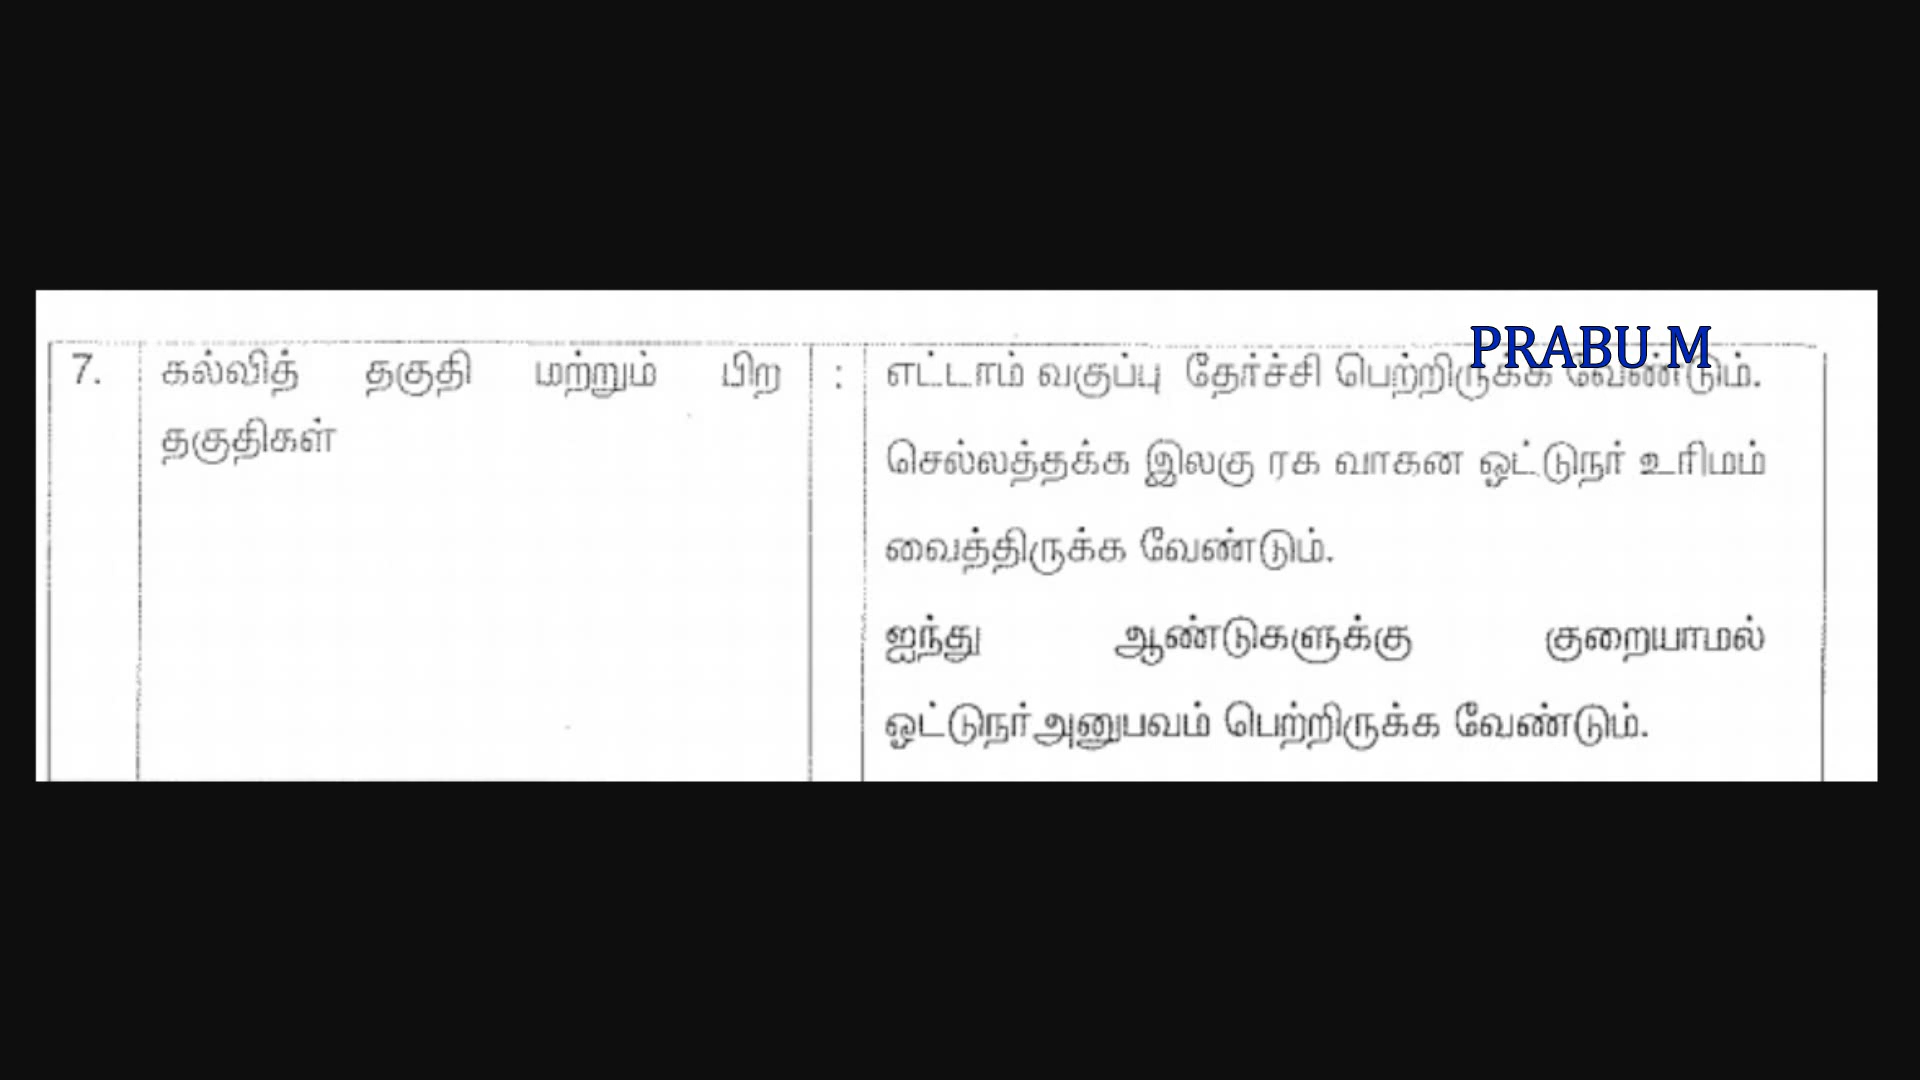 PRABU M
7. கல்வித் தகுதி மற்றும் பிற : எட்டாம் வகுப்பு தேர்ச்சி பெற்றிருக்க வேண்டும்.
தகுதிகள்
செல்லத்தக்க இலகு ரக வாகன ஓட்டுநர் உரிமம்
வைத்திருக்க வேண்டும்.
ஐந்து ஆண்டுகளுக்கு குறையாமல்
ஓட்டுநர்அனுபவம் பெற்றிருக்க வேண்டும்.